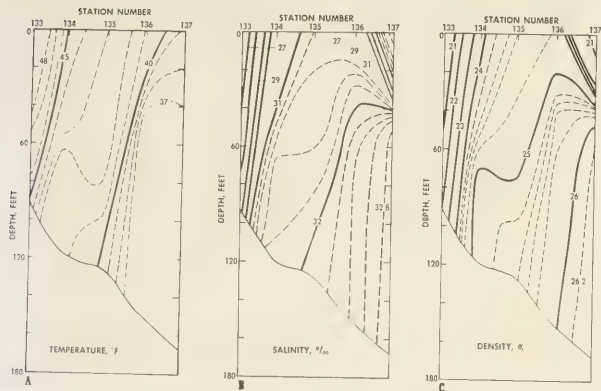 STATION NUMBER
133 134 135 136 137
0
60
120
180
DEPTH, FEET
48
45
40
37
TEMPERATURE, °F
A
STATION NUMBER
133 134 135 136 137
0
60
120
180
DEPTH, FEET
27 27
29 29
31 31
32 32 8
SALINITY, °/∞
B
STATION NUMBER
133 134 135 136 137
0
60
120
180
DEPTH, FEET
21 21
24
22
23
25
26
26 2
DENSITY, σt
C